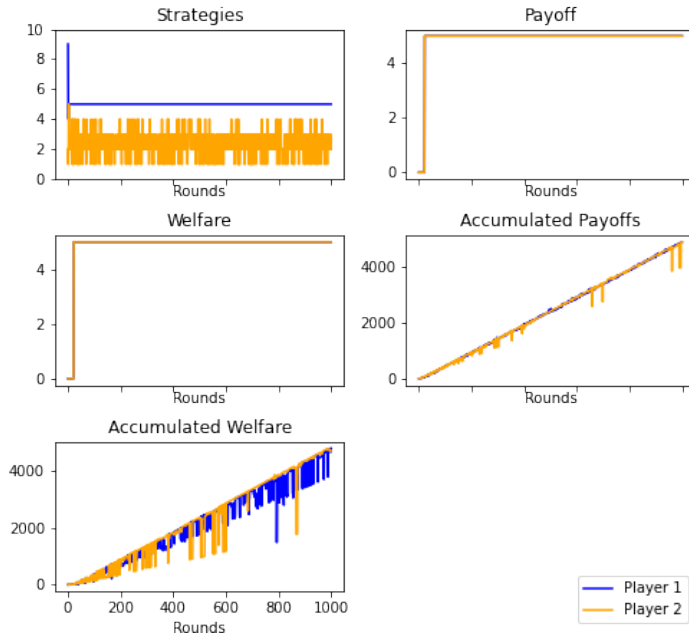 Strategies
10
8
6
4
2
0
Rounds
Payoff
4
2
0
Rounds
Welfare
4
2
0
Rounds
Accumulated Payoffs
4000
2000
0
Rounds
Accumulated Welfare
4000
2000
0
0 200 400 600 800 1000
Rounds
Player 1
Player 2